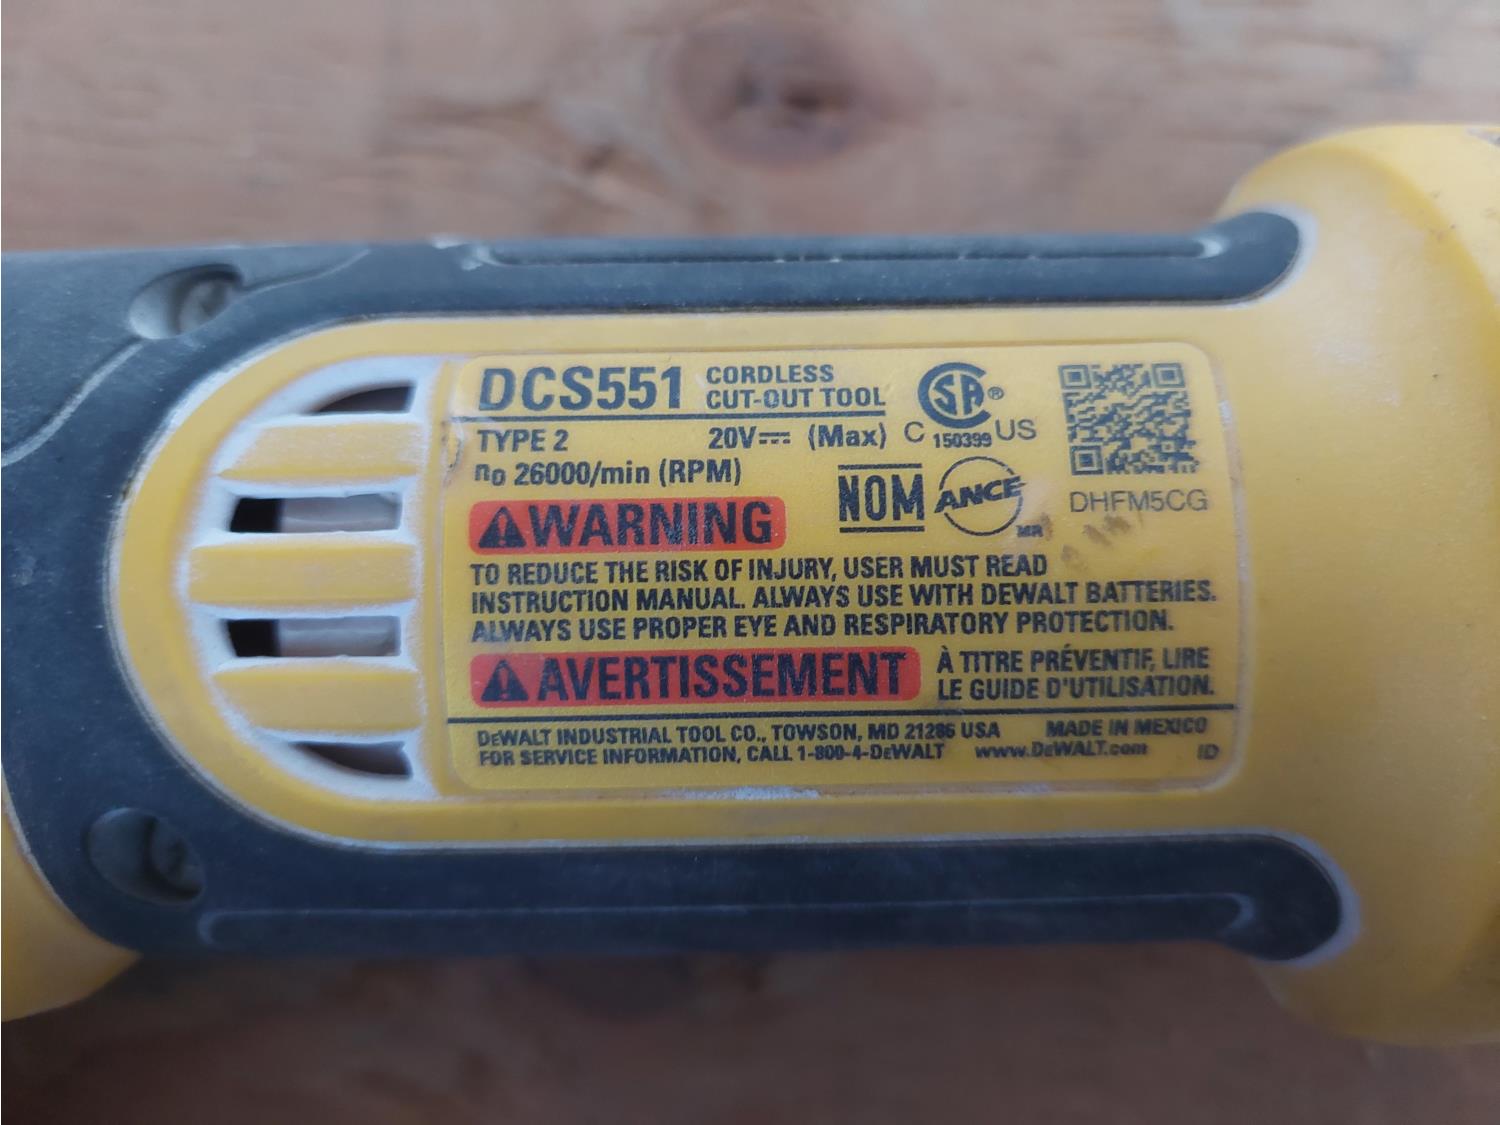 DCS551 CORDLESS CUT-OUT TOOL
TYPE 2 20V⎓ (Max)
n₀ 26000/min (RPM)
CSA®
C 150399 US
NOM ANCE MR
DHFM5CG
WARNING
TO REDUCE THE RISK OF INJURY, USER MUST READ
INSTRUCTION MANUAL. ALWAYS USE WITH DEWALT BATTERIES.
ALWAYS USE PROPER EYE AND RESPIRATORY PROTECTION.
AVERTISSEMENT À TITRE PRÉVENTIF, LIRE
LE GUIDE D'UTILISATION.
DEWALT INDUSTRIAL TOOL CO., TOWSON, MD 21286 USA MADE IN MEXICO
FOR SERVICE INFORMATION, CALL 1-800-4-DEWALT www.DEWALT.com ID